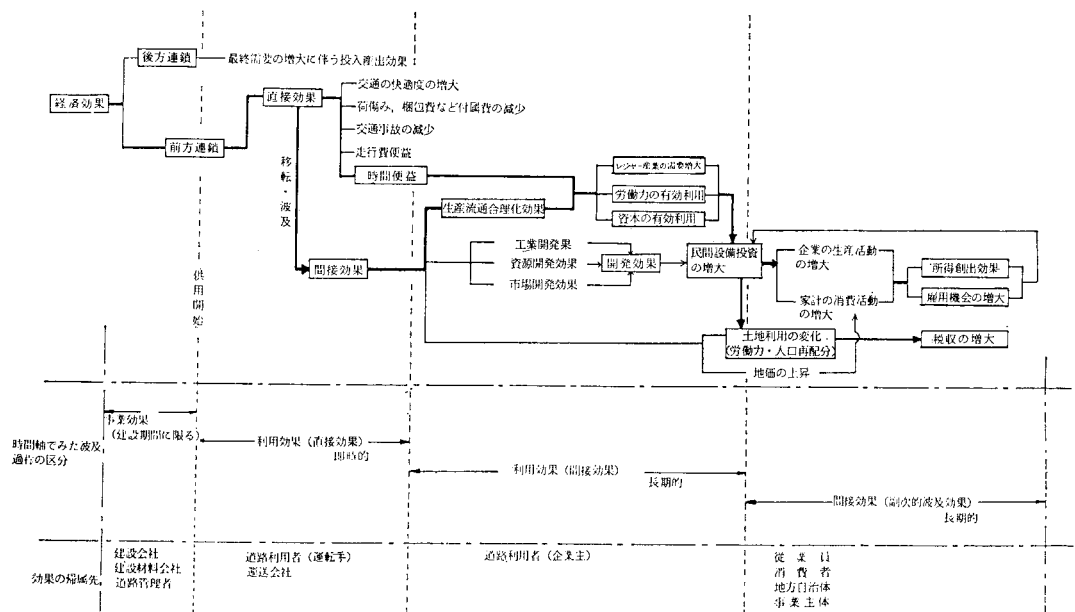 後方連鎖
最終需要の増大に伴う投入産出効果
経済効果
前方連鎖
直接効果
交通の快適度の増大
荷傷み,梱包費など付属費の減少
交通事故の減少
走行費便益
時間便益
移転・波及
供用開始
間接効果
生産流通合理化効果
レジャー産業の需要増大
労働力の有効利用
資本の有効利用
工業開発果
資源開発効果
市場開発効果
開発効果
民間設備投資
の増大
企業の生産活動
の増大
家計の消費活動
の増大
所得創出効果
雇用機会の増大
土地利用の変化
(労働力・人口再配分)
地価の上昇
税収の増大
時間軸でみた波及
過程の区分
事業効果
(建設期間に限る)
利用効果(直接効果)
即時的
利用効果(間接効果)
長期的
間接効果(副次的波及効果)
長期的
効果の帰属先
建設会社
建設材料会社
道路管理者
道路利用者(運転手)
運送会社
道路利用者(企業主)
従業員
消費者
地方自治体
事業主体